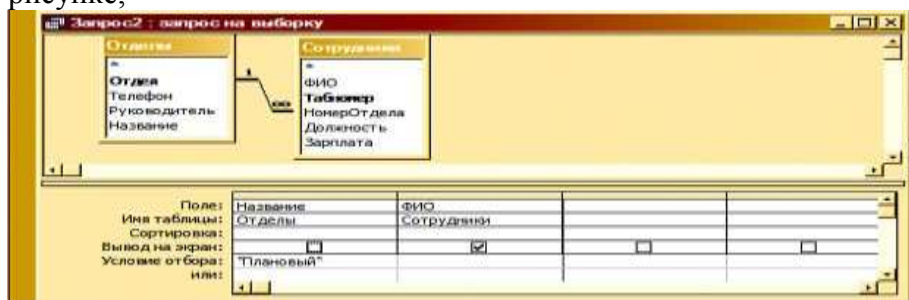 рисунке,
Запрос2 : запрос на выборку
Отделы
Сотрудники
*
*
Отдел
ФИО
Телефон
Табномер
Руководитель
НомерОтдела
Название
Должность
Зарплата
1
∞
Поле: Название ФИО
Имя таблицы: Отделы Сотрудники
Сортировка:
Вывод на экран:
Условие отбора: "Плановый"
или: